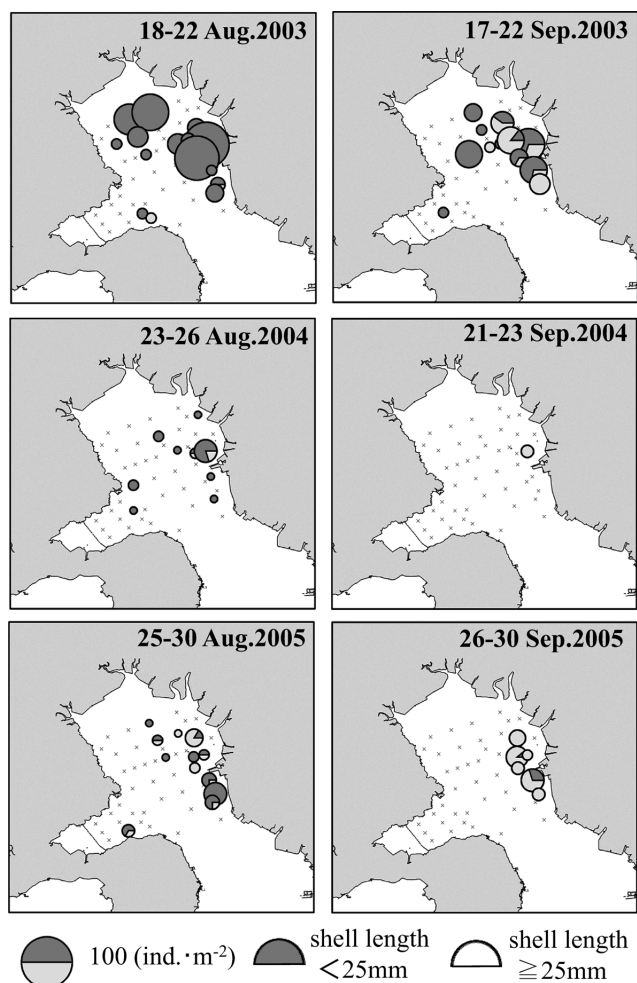 18-22 Aug.2003
17-22 Sep.2003
23-26 Aug.2004
21-23 Sep.2004
25-30 Aug.2005
26-30 Sep.2005
100 (ind.·m⁻²)
shell length
<25mm
shell length
≧25mm